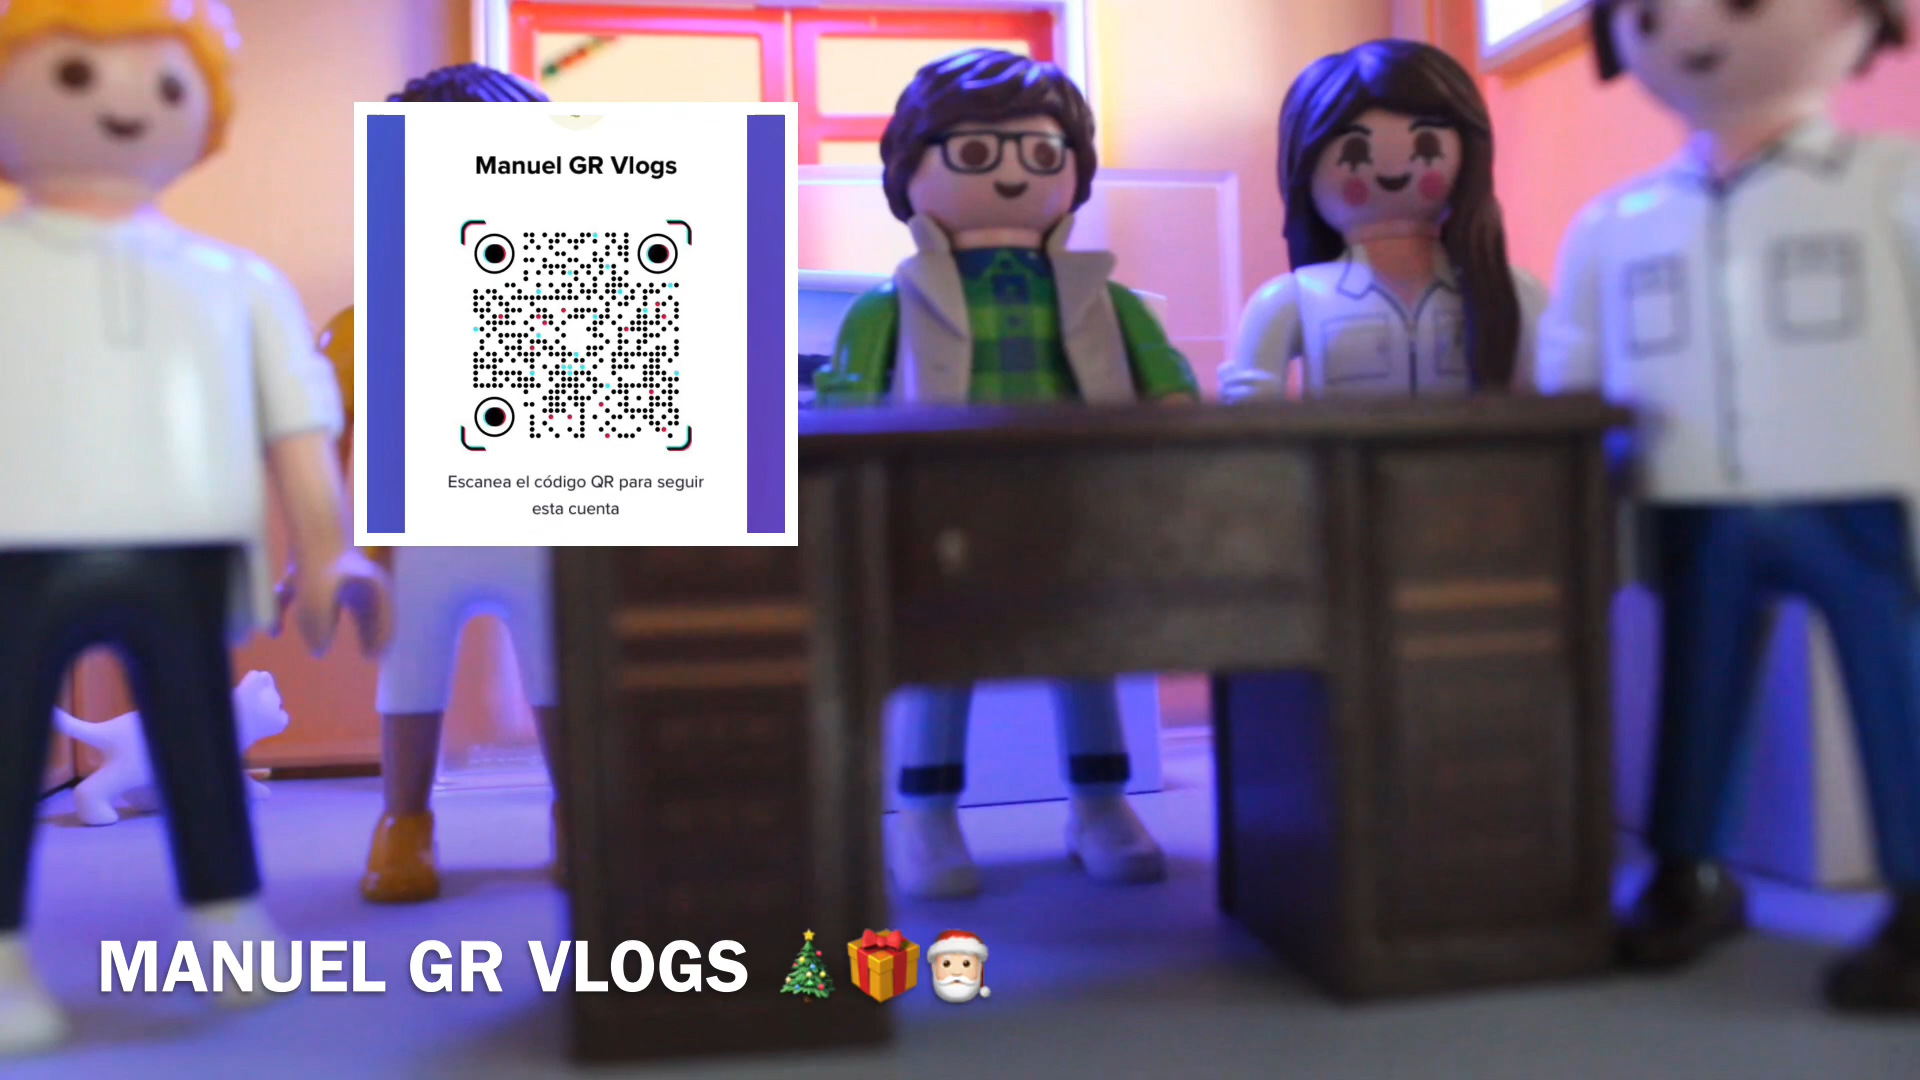 Manuel GR Vlogs
Escanea el código QR para seguir
esta cuenta
MANUEL GR VLOGS 🎄🎁🎅🏻